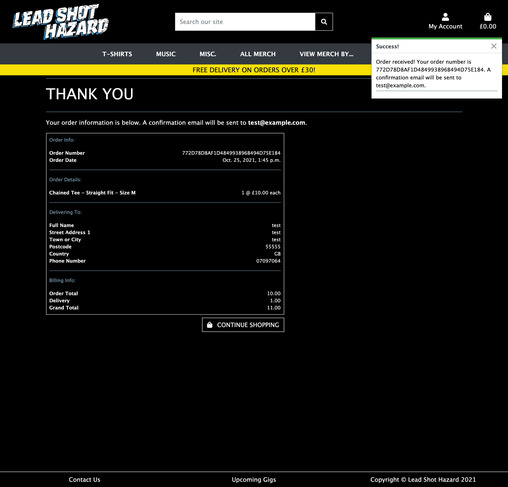 LEAD SHOT
HAZARD
Search our site
My Account
£0.00
T-SHIRTS MUSIC MISC. ALL MERCH VIEW MERCH BY...
FREE DELIVERY ON ORDERS OVER £30!
Success!
Order received! Your order number is
772D78D8AF1D4849938968494D75E184. A
confirmation email will be sent to
test@example.com.
THANK YOU
Your order information is below. A confirmation email will be sent to test@example.com.
Order Info:
Order Number 772D78D8AF1D4849938968494D75E184
Order Date Oct. 25, 2021, 1:45 p.m.
Order Details:
Chained Tee - Straight Fit - Size M 1 @ £10.00 each
Delivering To:
Full Name test
Street Address 1 test
Town or City test
Postcode 55555
Country GB
Phone Number 07097064
Billing Info:
Order Total 10.00
Delivery 1.00
Grand Total 11.00
CONTINUE SHOPPING
Contact Us Upcoming Gigs Copyright © Lead Shot Hazard 2021